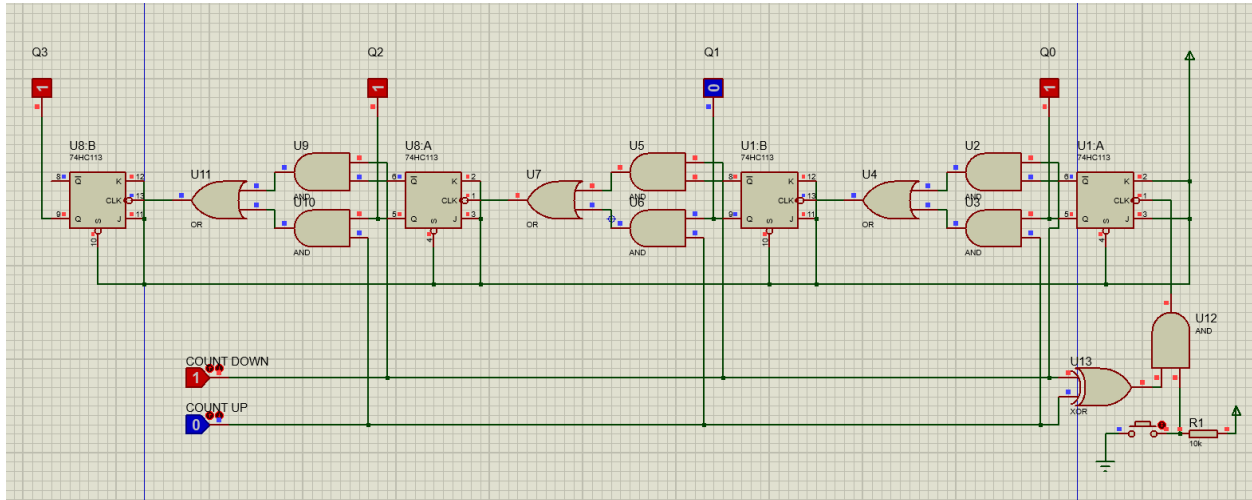 Q3 Q2 Q1 Q0
1 1 0 1
U8:B U9 U8:A U5 U1:B U2 U1:A
74HC113 74HC113 74HC113 74HC113
U11 U7 U4
8 Q K 12 6 Q K 2 8 Q K 12 6 Q K 2
CLK 13 CLK 1 CLK 13 CLK 1
AND AND AND
U10 U6 U3
9 Q S J 11 5 Q S J 3 9 Q S J 11 5 Q S J 3
OR OR OR
10 4 10 4
AND AND AND
U12
AND
COUNT DOWN
1
U13
COUNT UP
0
XOR
R1
10k